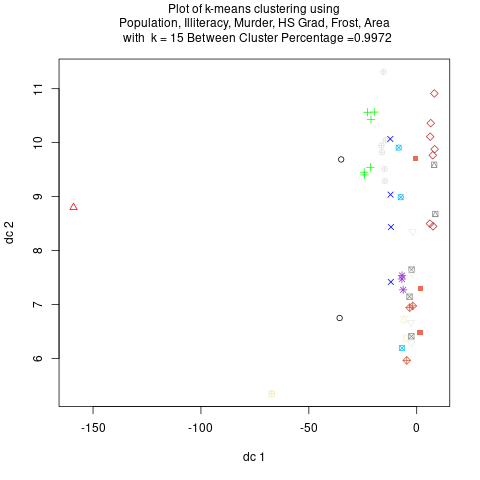 Plot of k-means clustering using
Population, Illiteracy, Murder, HS Grad, Frost, Area
with k = 15 Between Cluster Percentage =0.9972
dc 2
11
10
9
8
7
6
-150
-100
-50
0
dc 1